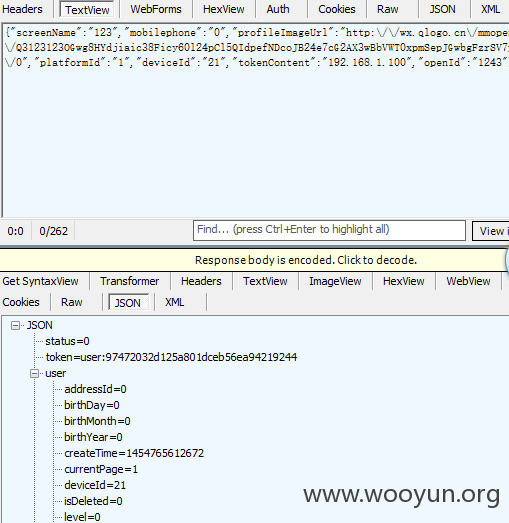 Headers TextView WebForms HexView Auth Cookies Raw JSON XML
{"screenName":"123","mobilephone":"0","profileImageUrl":"http:\/\/wx.qlogo.cn\/mmoper
\/0","platformId":"1","deviceId":"21","tokenContent":"192.168.1.100","openId":"1243"
0:0 0/262 Find... (press Ctrl+Enter to highlight all) View i
Response body is encoded. Click to decode.
Get SyntaxView Transformer Headers TextView ImageView HexView WebView
Cookies Raw JSON XML
JSON
status=0
token=user:97472032d125a801dceb56ea94219244
user
addressId=0
birthDay=0
birthMonth=0
birthYear=0
createTime=1454765612672
currentPage=1
deviceId=21
isDeleted=0
level=0
www.wooyun.org